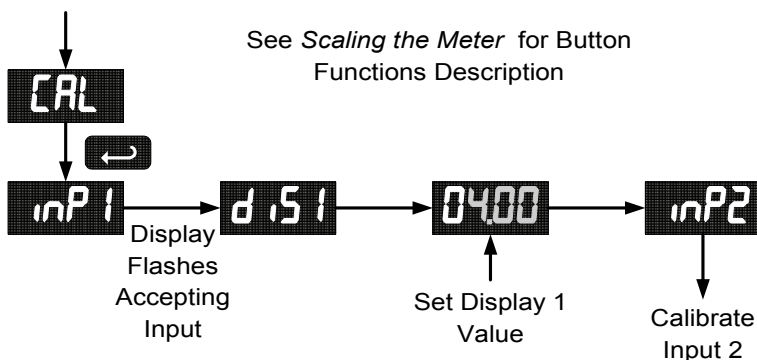 See Scaling the Meter for Button
Functions Description
CAL
inP1
diS1
04.00
inP2
Display
Flashes
Accepting
Input
Set Display 1
Value
Calibrate
Input 2